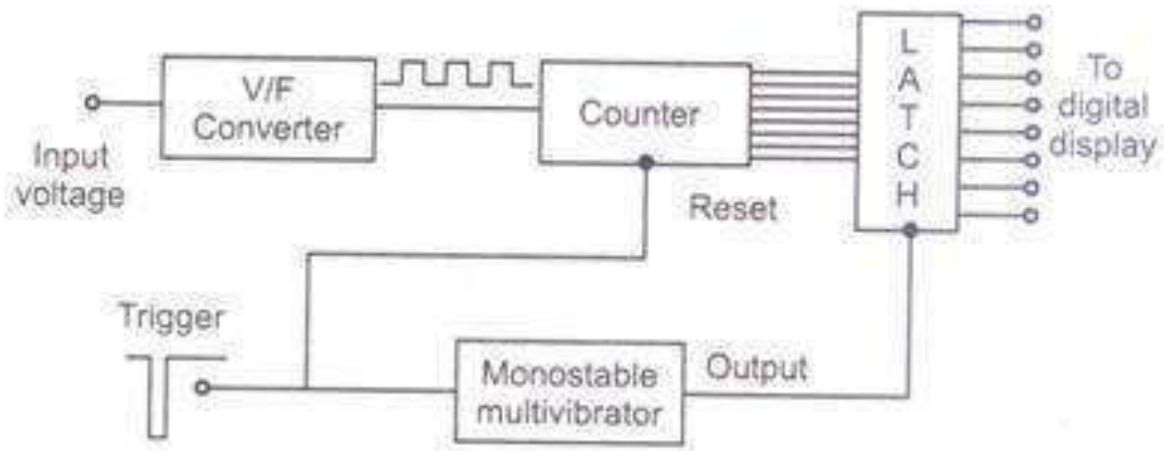 V/F
Converter
Input
voltage
Counter
Reset
L
A
T
C
H
To
digital
display
Trigger
Monostable
multivibrator
Output